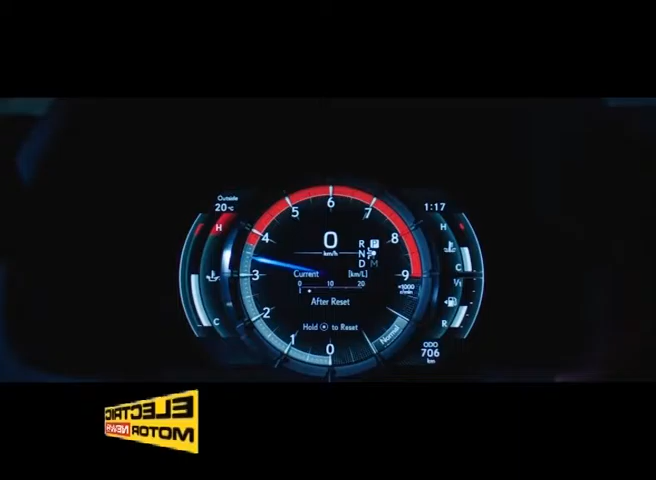 Outside
20°C
1:17
H
C
5
6
7
4
8
3
9
2
1
0
0
km/h
R P
N
D M
Current [km/L]
0 10 20
After Reset
Hold to Reset
×1000
r/min
Normal
H
C
R
ODO
706
km
ELECTRIC
MOTOR
NEWS